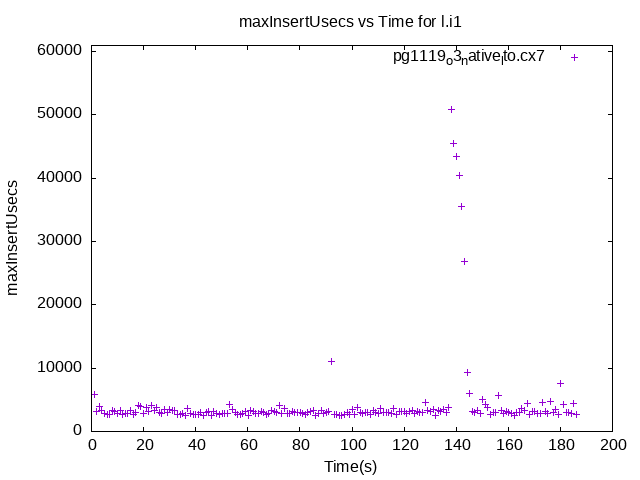 maxInsertUsecs vs Time for l.i1
pg1119o3native_lto.cx7
60000
50000
40000
30000
20000
10000
0
maxInsertUsecs
0 20 40 60 80 100 120 140 160 180 200
Time(s)